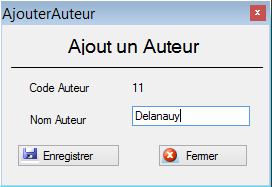 AjouterAuteur
Ajout un Auteur
Code Auteur 11
Nom Auteur Delanauy
Enregistrer Fermer